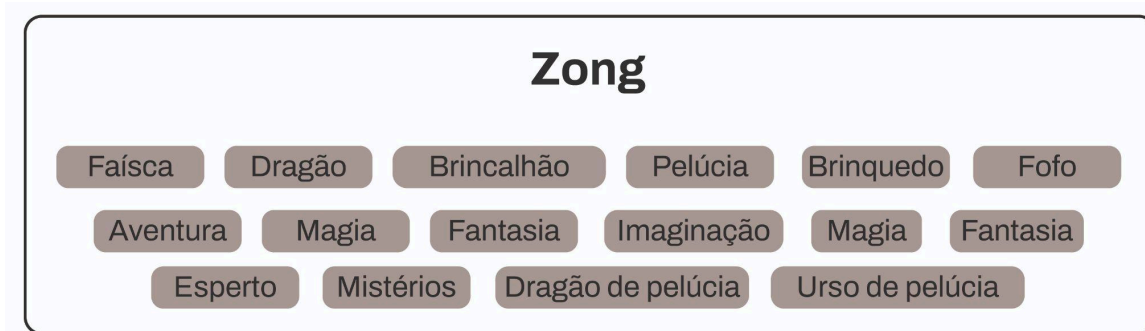 Zong
Faísca Dragão Brincalhão Pelúcia Brinquedo Fofo
Aventura Magia Fantasia Imaginação Magia Fantasia
Esperto Mistérios Dragão de pelúcia Urso de pelúcia